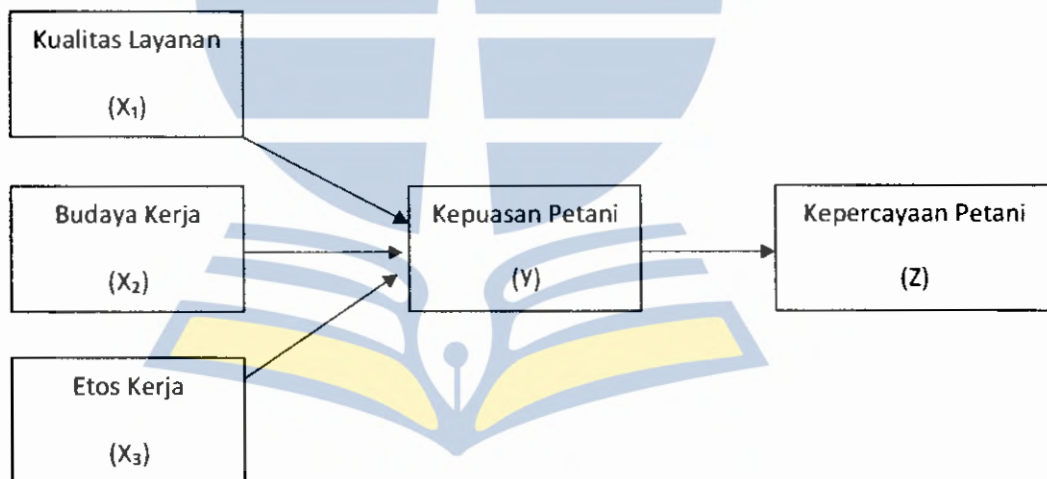 Kualitas Layanan
(X₁)
Budaya Kerja
(X₂)
Etos Kerja
(X₃)
Kepuasan Petani
(Y)
Kepercayaan Petani
(Z)